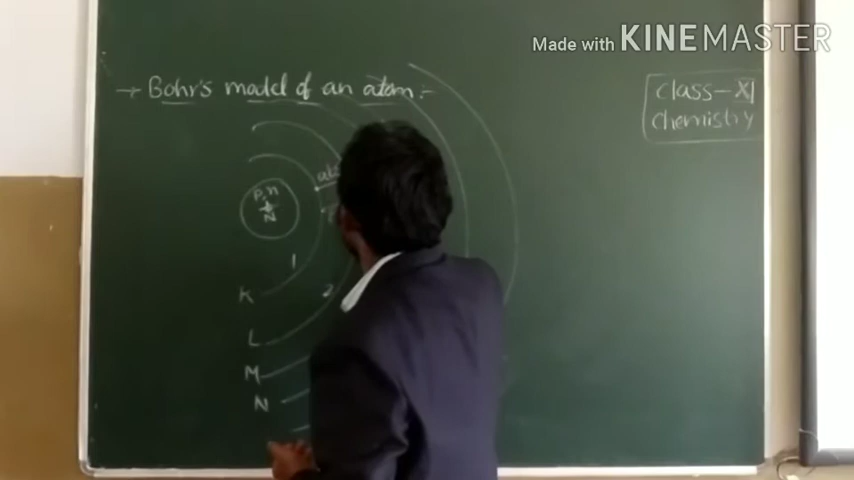 Made with KINEMASTER
→ Bohr's model of an atom :-
class - XI
Chemistry
P, n
+
N
1
K
2
L
M
N